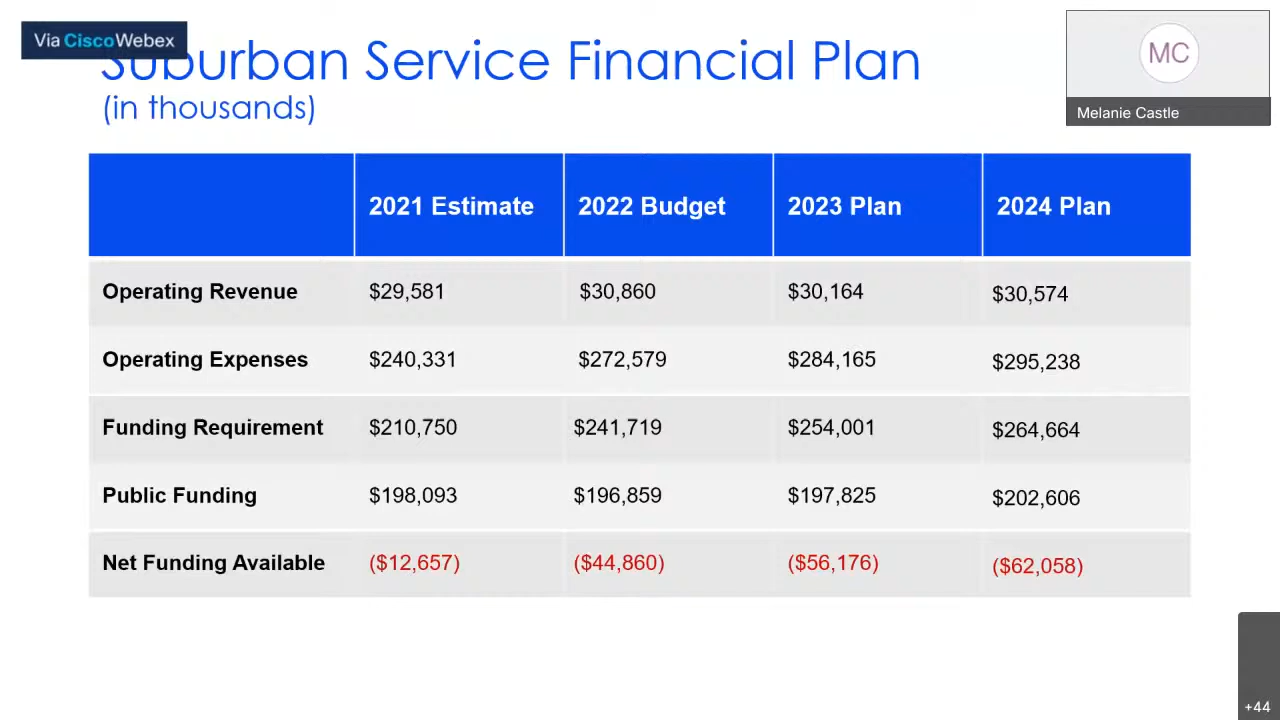 Via CiscoWebex
Suburban Service Financial Plan
(in thousands)
MC
Melanie Castle
2021 Estimate 2022 Budget 2023 Plan 2024 Plan
Operating Revenue $29,581 $30,860 $30,164 $30,574
Operating Expenses $240,331 $272,579 $284,165 $295,238
Funding Requirement $210,750 $241,719 $254,001 $264,664
Public Funding $198,093 $196,859 $197,825 $202,606
Net Funding Available ($12,657) ($44,860) ($56,176) ($62,058)
+44